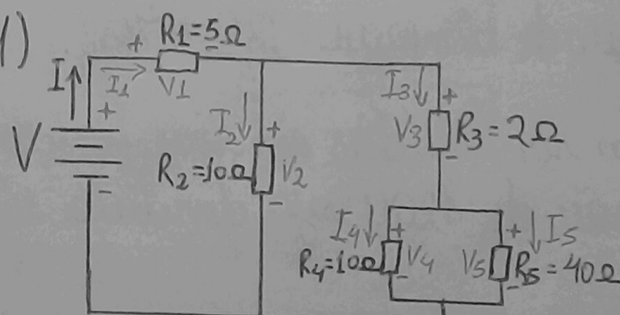 1)
R1=5Ω
+ -
I I1 V1
I3 +
+
V I2 + V3 R3=2Ω
R2=10Ω V2 -
- -
I4 + + I5
R4=10Ω V4 V5 R5=40Ω
- -